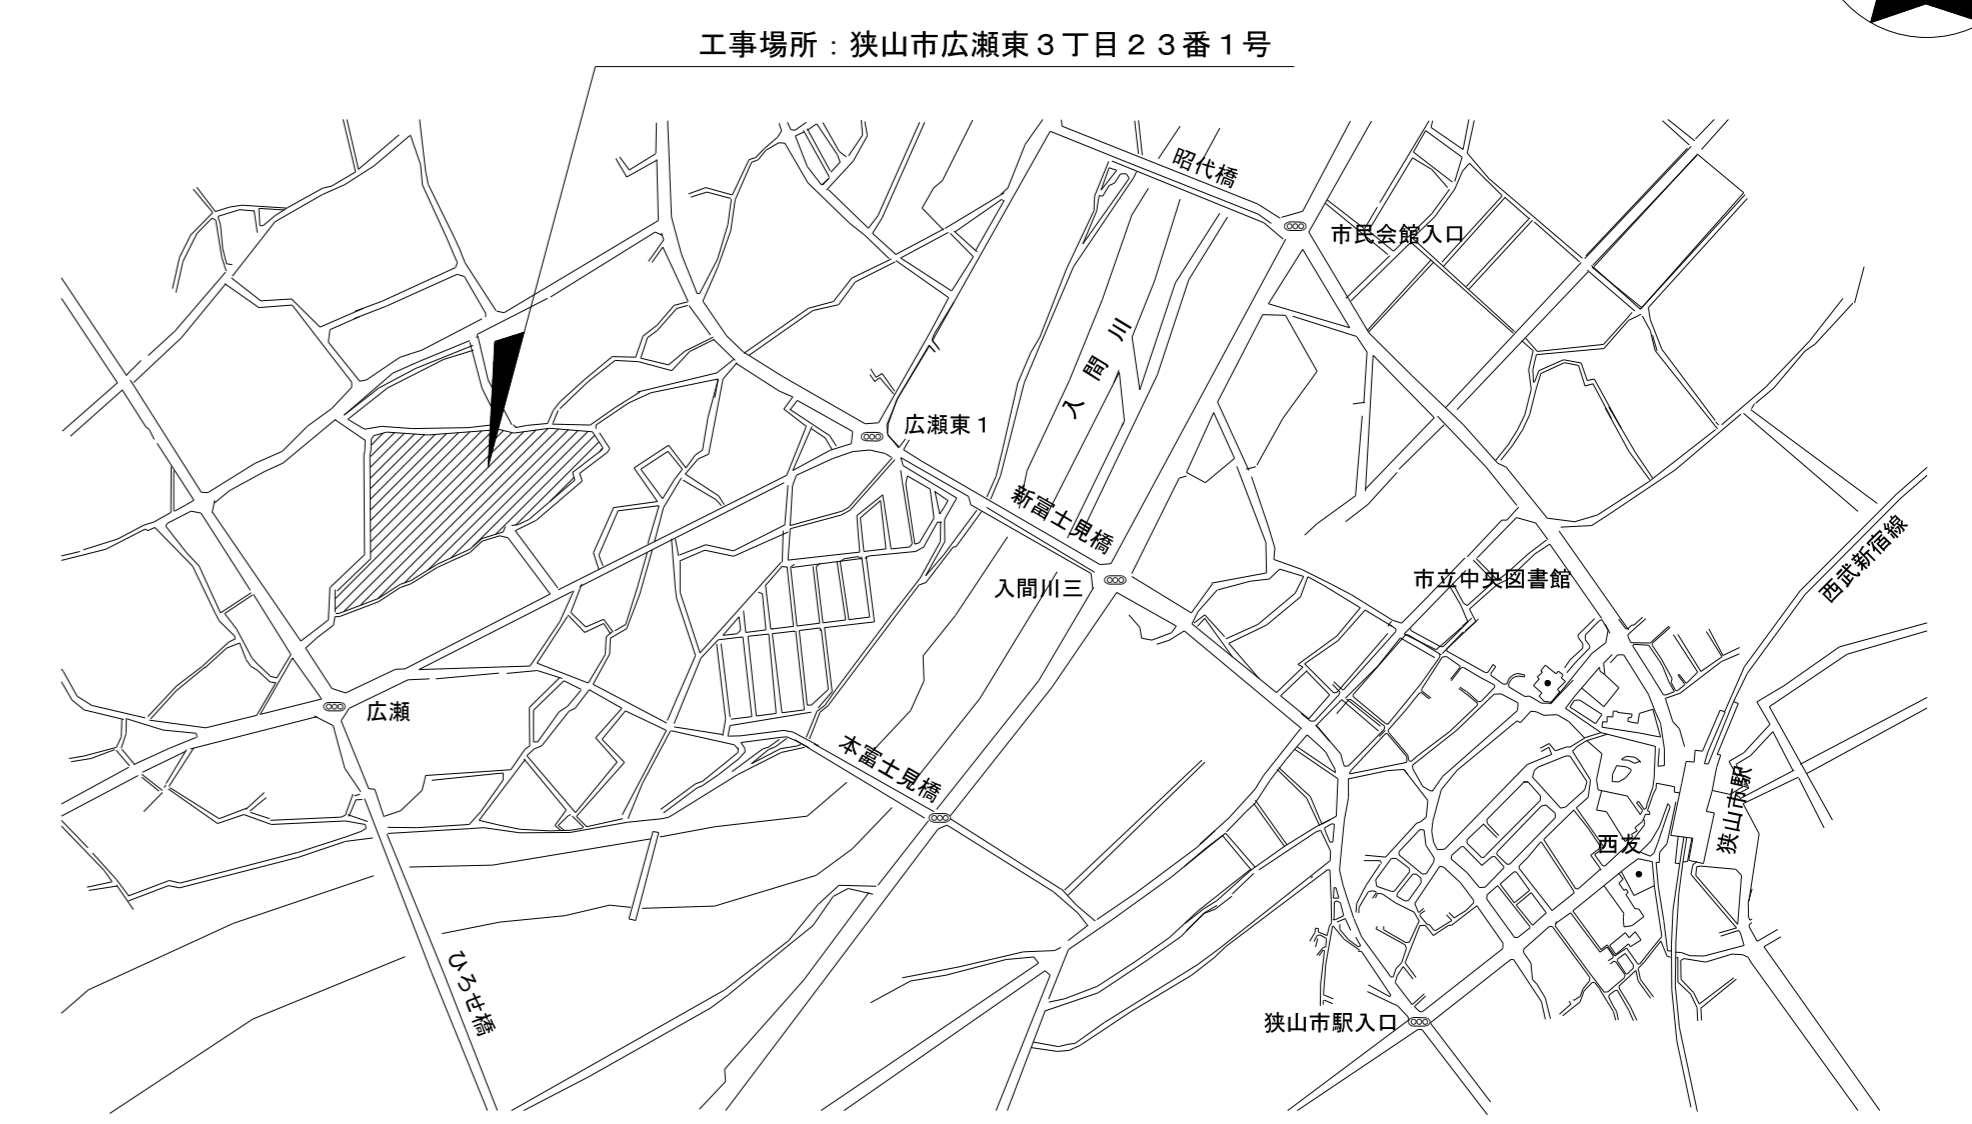 工事場所：狭山市広瀬東３丁目２３番１号
昭代橋
市民会館入口
入間川
広瀬東１
新富士見橋
入間川三
市立中央図書館
西武新宿線
広瀬
本富士見橋
狭山市駅
西友
ひろせ橋
狭山市駅入口